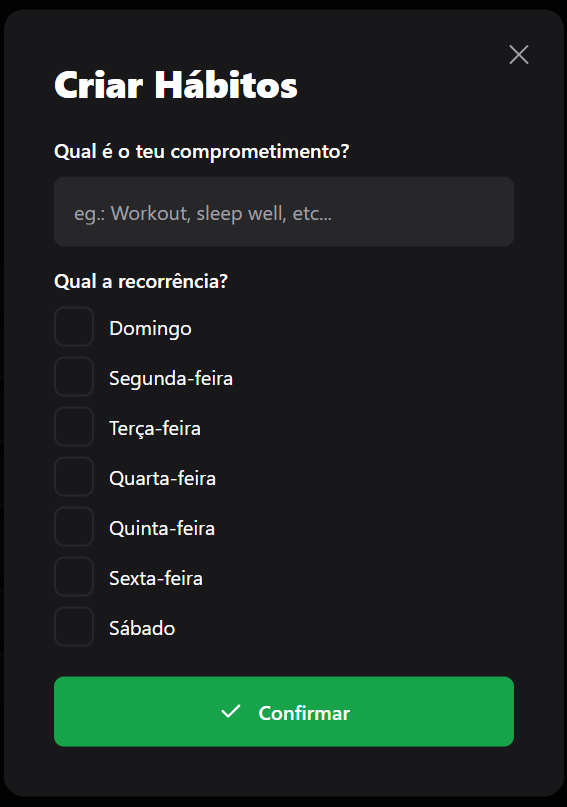 Criar Hábitos
Qual é o teu comprometimento?
eg.: Workout, sleep well, etc...
Qual a recorrência?
Domingo
Segunda-feira
Terça-feira
Quarta-feira
Quinta-feira
Sexta-feira
Sábado
Confirmar